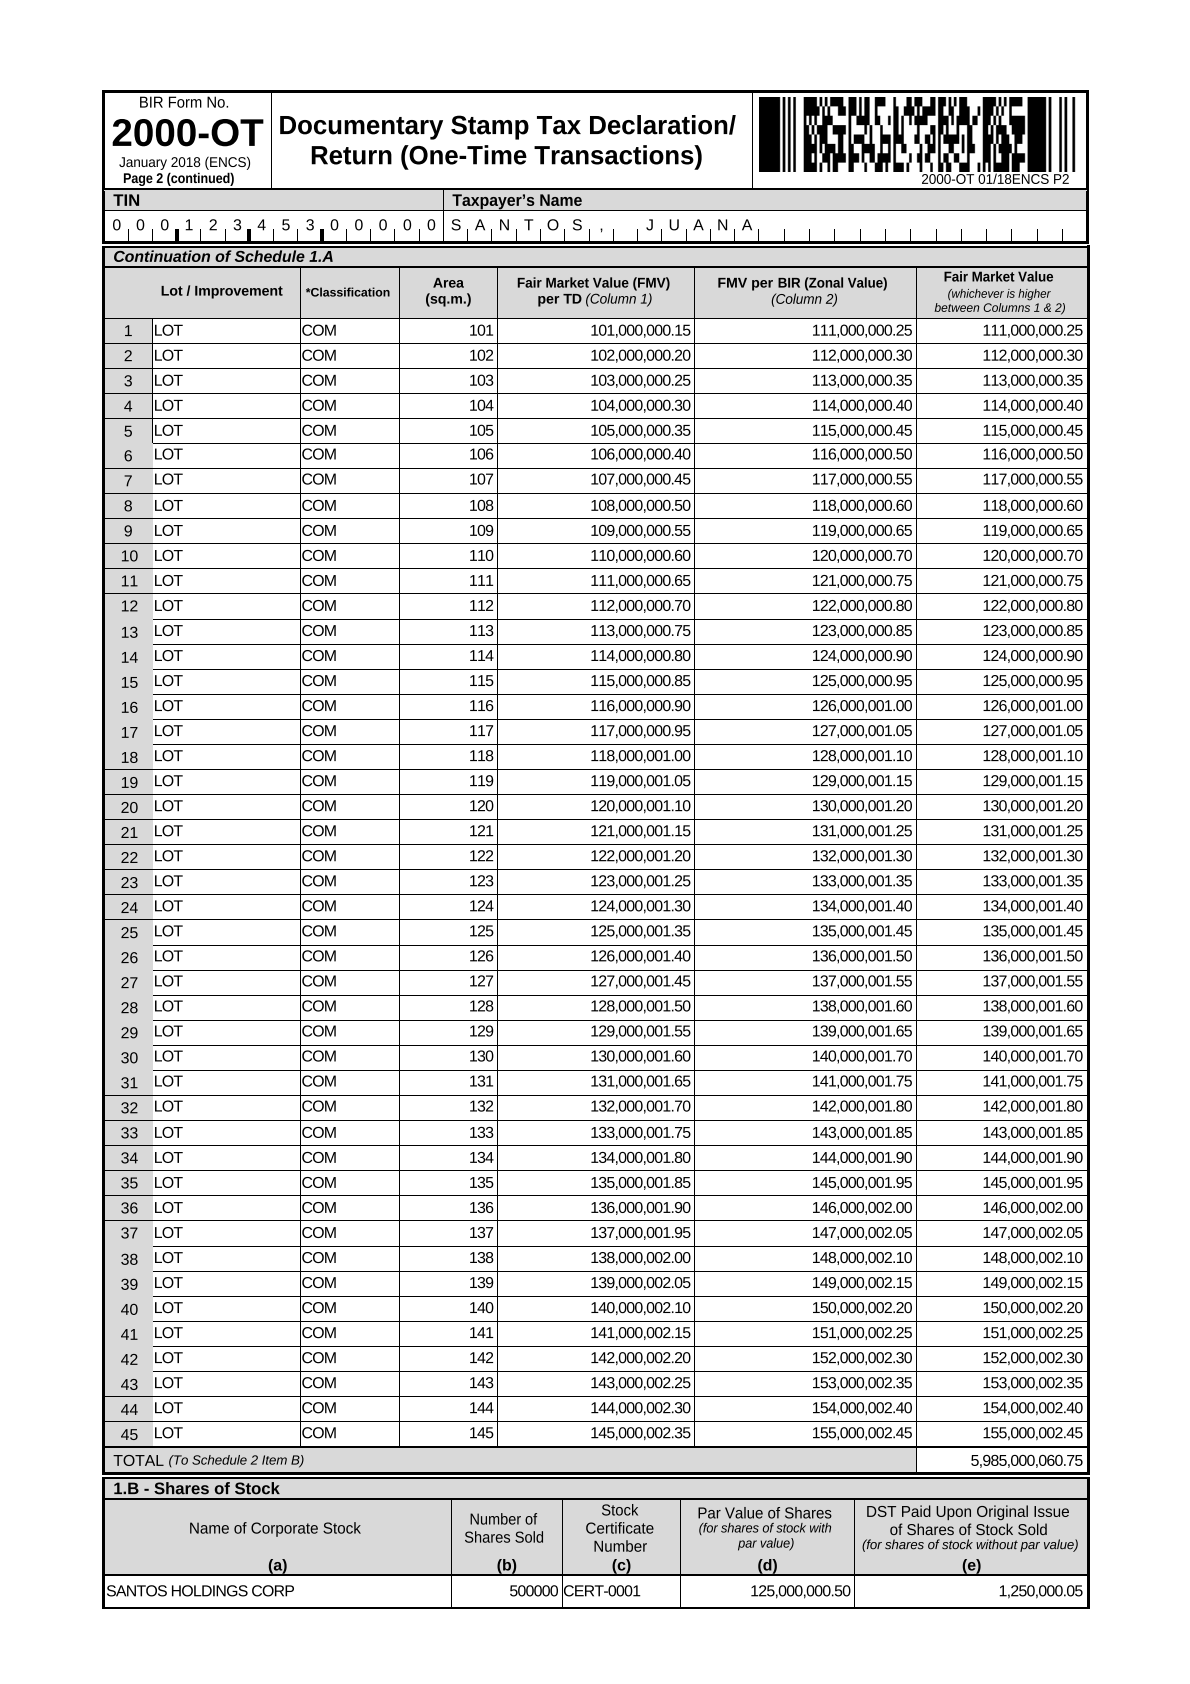 BIR Form No.
2000-OT
January 2018 (ENCS)
Page 2 (continued)
Documentary Stamp Tax Declaration/
Return (One-Time Transactions)
2000-OT 01/18ENCS P2
TIN Taxpayer's Name
0 0 0 1 2 3 4 5 3 0 0 0 0 0 S A N T O S , J U A N A
Continuation of Schedule 1.A
Lot / Improvement *Classification Area (sq.m.) Fair Market Value (FMV) per TD (Column 1) FMV per BIR (Zonal Value) (Column 2) Fair Market Value (whichever is higher between Columns 1 & 2)
1 LOT COM 101 101,000,000.15 111,000,000.25 111,000,000.25
2 LOT COM 102 102,000,000.20 112,000,000.30 112,000,000.30
3 LOT COM 103 103,000,000.25 113,000,000.35 113,000,000.35
4 LOT COM 104 104,000,000.30 114,000,000.40 114,000,000.40
5 LOT COM 105 105,000,000.35 115,000,000.45 115,000,000.45
6 LOT COM 106 106,000,000.40 116,000,000.50 116,000,000.50
7 LOT COM 107 107,000,000.45 117,000,000.55 117,000,000.55
8 LOT COM 108 108,000,000.50 118,000,000.60 118,000,000.60
9 LOT COM 109 109,000,000.55 119,000,000.65 119,000,000.65
10 LOT COM 110 110,000,000.60 120,000,000.70 120,000,000.70
11 LOT COM 111 111,000,000.65 121,000,000.75 121,000,000.75
12 LOT COM 112 112,000,000.70 122,000,000.80 122,000,000.80
13 LOT COM 113 113,000,000.75 123,000,000.85 123,000,000.85
14 LOT COM 114 114,000,000.80 124,000,000.90 124,000,000.90
15 LOT COM 115 115,000,000.85 125,000,000.95 125,000,000.95
16 LOT COM 116 116,000,000.90 126,000,001.00 126,000,001.00
17 LOT COM 117 117,000,000.95 127,000,001.05 127,000,001.05
18 LOT COM 118 118,000,001.00 128,000,001.10 128,000,001.10
19 LOT COM 119 119,000,001.05 129,000,001.15 129,000,001.15
20 LOT COM 120 120,000,001.10 130,000,001.20 130,000,001.20
21 LOT COM 121 121,000,001.15 131,000,001.25 131,000,001.25
22 LOT COM 122 122,000,001.20 132,000,001.30 132,000,001.30
23 LOT COM 123 123,000,001.25 133,000,001.35 133,000,001.35
24 LOT COM 124 124,000,001.30 134,000,001.40 134,000,001.40
25 LOT COM 125 125,000,001.35 135,000,001.45 135,000,001.45
26 LOT COM 126 126,000,001.40 136,000,001.50 136,000,001.50
27 LOT COM 127 127,000,001.45 137,000,001.55 137,000,001.55
28 LOT COM 128 128,000,001.50 138,000,001.60 138,000,001.60
29 LOT COM 129 129,000,001.55 139,000,001.65 139,000,001.65
30 LOT COM 130 130,000,001.60 140,000,001.70 140,000,001.70
31 LOT COM 131 131,000,001.65 141,000,001.75 141,000,001.75
32 LOT COM 132 132,000,001.70 142,000,001.80 142,000,001.80
33 LOT COM 133 133,000,001.75 143,000,001.85 143,000,001.85
34 LOT COM 134 134,000,001.80 144,000,001.90 144,000,001.90
35 LOT COM 135 135,000,001.85 145,000,001.95 145,000,001.95
36 LOT COM 136 136,000,001.90 146,000,002.00 146,000,002.00
37 LOT COM 137 137,000,001.95 147,000,002.05 147,000,002.05
38 LOT COM 138 138,000,002.00 148,000,002.10 148,000,002.10
39 LOT COM 139 139,000,002.05 149,000,002.15 149,000,002.15
40 LOT COM 140 140,000,002.10 150,000,002.20 150,000,002.20
41 LOT COM 141 141,000,002.15 151,000,002.25 151,000,002.25
42 LOT COM 142 142,000,002.20 152,000,002.30 152,000,002.30
43 LOT COM 143 143,000,002.25 153,000,002.35 153,000,002.35
44 LOT COM 144 144,000,002.30 154,000,002.40 154,000,002.40
45 LOT COM 145 145,000,002.35 155,000,002.45 155,000,002.45
TOTAL (To Schedule 2 Item B) 5,985,000,060.75
1.B - Shares of Stock
Name of Corporate Stock (a) Number of Shares Sold (b) Stock Certificate Number (c) Par Value of Shares (for shares of stock with par value) (d) DST Paid Upon Original Issue of Shares of Stock Sold (for shares of stock without par value) (e)
SANTOS HOLDINGS CORP 500000 CERT-0001 125,000,000.50 1,250,000.05